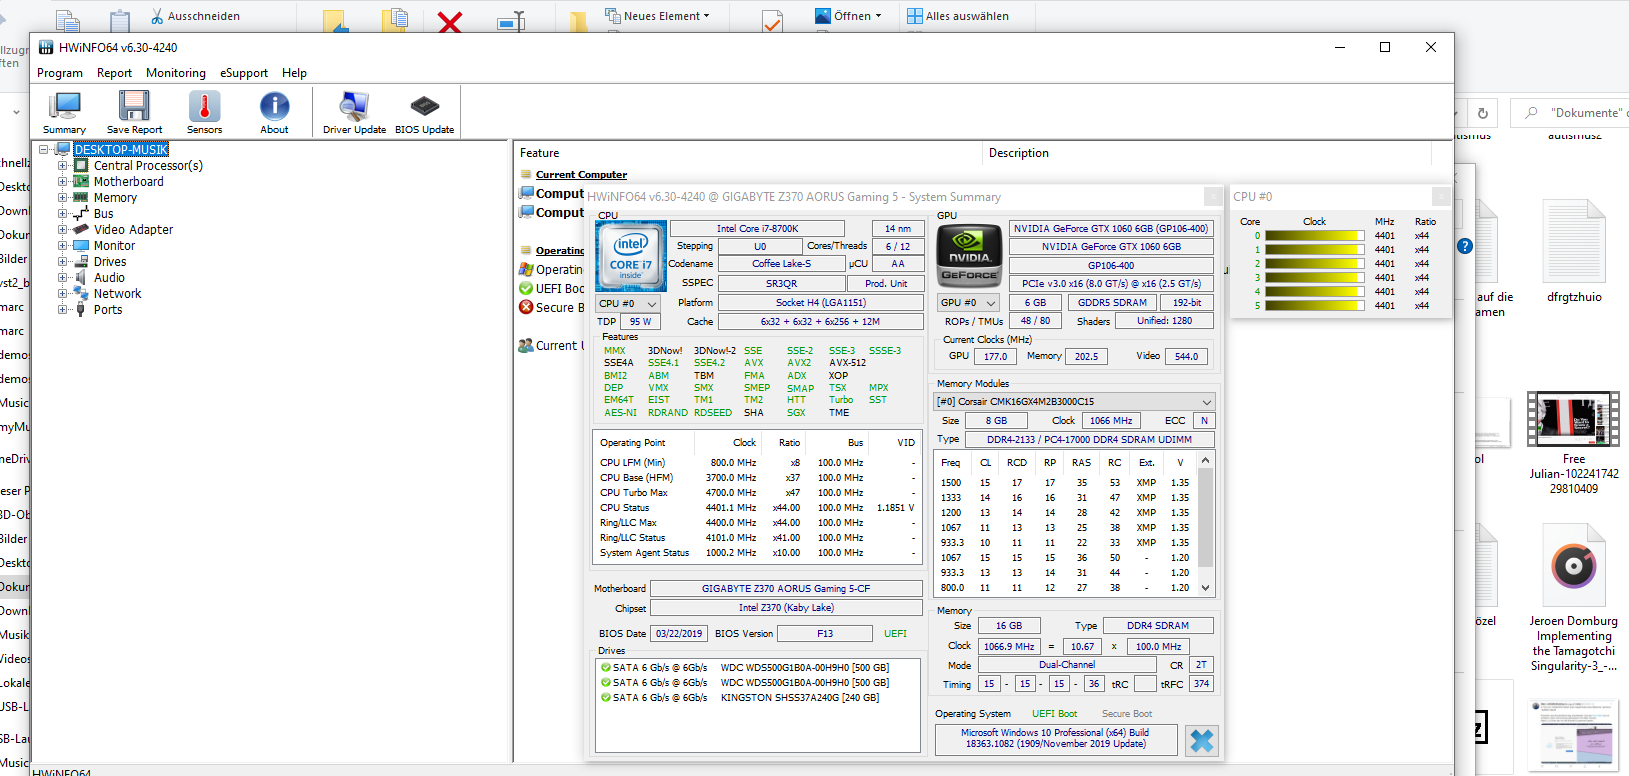 Ausschneiden
Neues Element
Öffnen
Alles auswählen
HWiNFO64 v6.30-4240
Program Report Monitoring eSupport Help
Summary Save Report Sensors About Driver Update BIOS Update
"Dokumente"
DESKTOP-MUSIK
Central Processor(s)
Motherboard
Memory
Bus
Video Adapter
Monitor
Drives
Audio
Network
Ports
Feature Description
Current Computer
Comput
Comput
Operating
Operatin
UEFI Boo
Secure B
Current U
HWiNFO64 v6.30-4240 @ GIGABYTE Z370 AORUS Gaming 5 - System Summary
CPU
intel
CORE i7
inside
Intel Core i7-8700K 14 nm
Stepping U0 Cores/Threads 6 / 12
Codename Coffee Lake-S µCU AA
SSPEC SR3QR Prod. Unit
CPU #0 Platform Socket H4 (LGA1151)
TDP 95 W Cache 6x32 + 6x32 + 6x256 + 12M
Features
MMX 3DNow! 3DNow!-2 SSE SSE-2 SSE-3 SSSE-3
SSE4A SSE4.1 SSE4.2 AVX AVX2 AVX-512
BMI2 ABM TBM FMA ADX XOP
DEP VMX SMX SMEP SMAP TSX MPX
EM64T EIST TM1 TM2 HTT Turbo SST
AES-NI RDRAND RDSEED SHA SGX TME
Operating Point Clock Ratio Bus VID
CPU LFM (Min) 800.0 MHz x8 100.0 MHz -
CPU Base (HFM) 3700.0 MHz x37 100.0 MHz -
CPU Turbo Max 4700.0 MHz x47 100.0 MHz -
CPU Status 4401.1 MHz x44.00 100.0 MHz 1.1851 V
Ring/LLC Max 4400.0 MHz x44.00 100.0 MHz -
Ring/LLC Status 4101.0 MHz x41.00 100.0 MHz -
System Agent Status 1000.2 MHz x10.00 100.0 MHz -
Motherboard GIGABYTE Z370 AORUS Gaming 5-CF
Chipset Intel Z370 (Kaby Lake)
BIOS Date 03/22/2019 BIOS Version F13 UEFI
Drives
SATA 6 Gb/s @ 6Gb/s WDC WDS500G1B0A-00H9H0 [500 GB]
SATA 6 Gb/s @ 6Gb/s WDC WDS500G1B0A-00H9H0 [500 GB]
SATA 6 Gb/s @ 6Gb/s KINGSTON SHSS37A240G [240 GB]
GPU
NVIDIA
GEFORCE
NVIDIA GeForce GTX 1060 6GB (GP106-400)
NVIDIA GeForce GTX 1060 6GB
GP106-400
PCIe v3.0 x16 (8.0 GT/s) @ x16 (2.5 GT/s)
GPU #0 6 GB GDDR5 SDRAM 192-bit
ROPs / TMUs 48 / 80 Shaders Unified: 1280
Current Clocks (MHz)
GPU 177.0 Memory 202.5 Video 544.0
Memory Modules
[#0] Corsair CMK16GX4M2B3000C15
Size 8 GB Clock 1066 MHz ECC N
Type DDR4-2133 / PC4-17000 DDR4 SDRAM UDIMM
Freq CL RCD RP RAS RC Ext. V
1500 15 17 17 35 53 XMP 1.35
1333 14 16 16 31 47 XMP 1.35
1200 13 14 14 28 42 XMP 1.35
1067 11 13 13 25 38 XMP 1.35
933.3 10 11 11 22 33 XMP 1.35
1067 15 15 15 36 50 - 1.20
933.3 13 13 14 31 44 - 1.20
800.0 11 11 12 27 38 - 1.20
Memory
Size 16 GB Type DDR4 SDRAM
Clock 1066.9 MHz = 10.67 x 100.0 MHz
Mode Dual-Channel CR 2T
Timing 15 - 15 - 15 - 36 tRC tRFC 374
Operating System UEFI Boot Secure Boot
Microsoft Windows 10 Professional (x64) Build
18363.1082 (1909/November 2019 Update)
CPU #0
Core Clock MHz Ratio
0 4401 x44
1 4401 x44
2 4401 x44
3 4401 x44
4 4401 x44
5 4401 x44
dfrgtzhuio
auf die
amen
Free
Julian-102241742
29810409
ol
özel
Jeroen Domburg
Implementing
the Tamagotchi
Singularity-3_-...
HWiNFO64